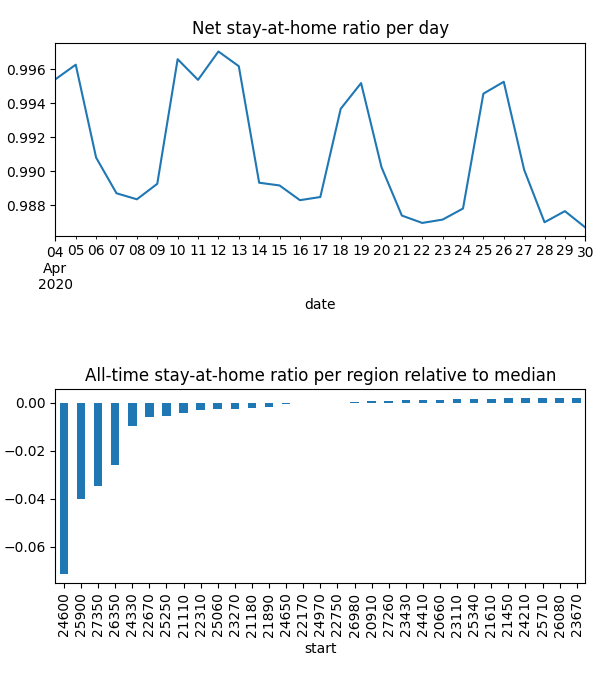 Net stay-at-home ratio per day
0.996
0.994
0.992
0.990
0.988
04 05 06 07 08 09 10 11 12 13 14 15 16 17 18 19 20 21 22 23 24 25 26 27 28 29 30
Apr
2020
date
All-time stay-at-home ratio per region relative to median
0.00
−0.02
−0.04
−0.06
24600 25900 27350 26350 24330 22670 25250 21110 22310 25060 23270 21180 21890 24650 22170 24970 22750 26980 20910 27260 23430 24410 20660 23110 25340 21610 21450 24210 25710 26080 23670
start